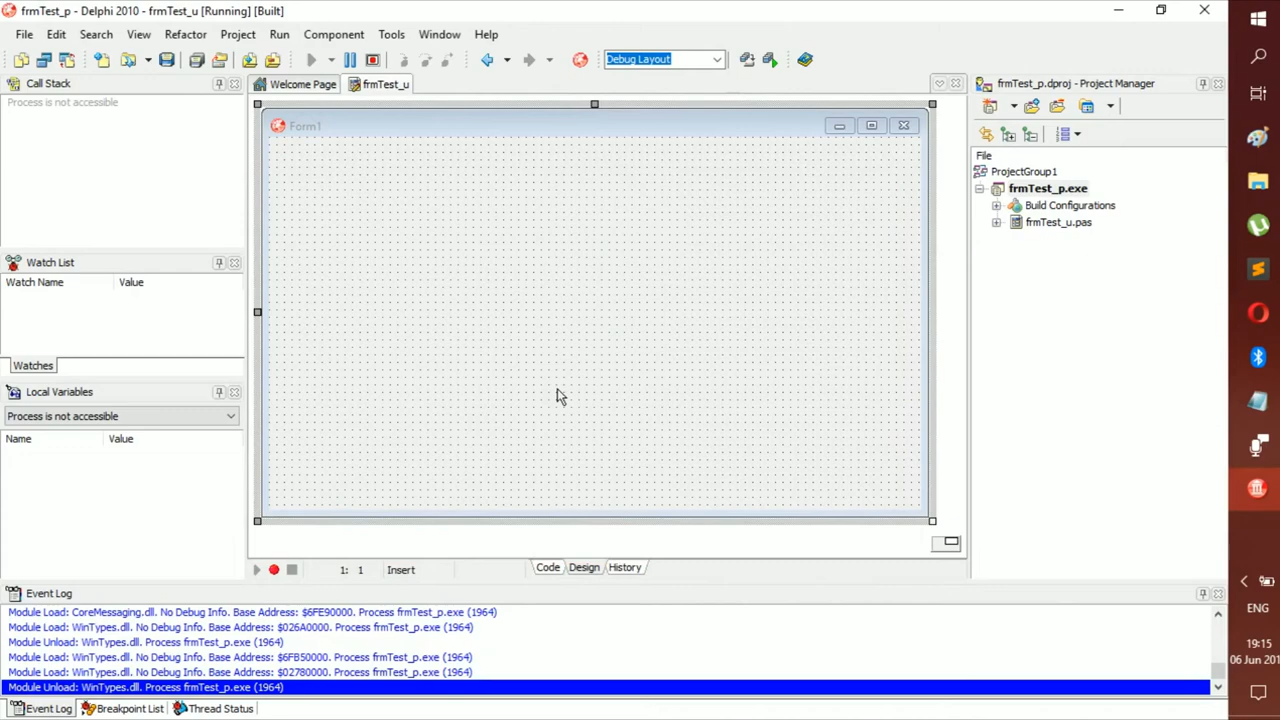 frmTest_p - Delphi 2010 - frmTest_u [Running] [Built]
File Edit Search View Refactor Project Run Component Tools Window Help
Debug Layout
Call Stack
Process is not accessible
Welcome Page
frmTest_u
Form1
Watch List
Watch Name Value
Watches
Local Variables
Process is not accessible
Name Value
1: 1 Insert
Code Design History
frmTest_p.dproj - Project Manager
File
ProjectGroup1
frmTest_p.exe
Build Configurations
frmTest_u.pas
Event Log
Module Load: CoreMessaging.dll. No Debug Info. Base Address: $6FE90000. Process frmTest_p.exe (1964)
Module Load: WinTypes.dll. No Debug Info. Base Address: $026A0000. Process frmTest_p.exe (1964)
Module Unload: WinTypes.dll. Process frmTest_p.exe (1964)
Module Load: WinTypes.dll. No Debug Info. Base Address: $6FB50000. Process frmTest_p.exe (1964)
Module Load: WinTypes.dll. No Debug Info. Base Address: $02780000. Process frmTest_p.exe (1964)
Module Unload: WinTypes.dll. Process frmTest_p.exe (1964)
Event Log Breakpoint List Thread Status
ENG
19:15
06 Jun 201